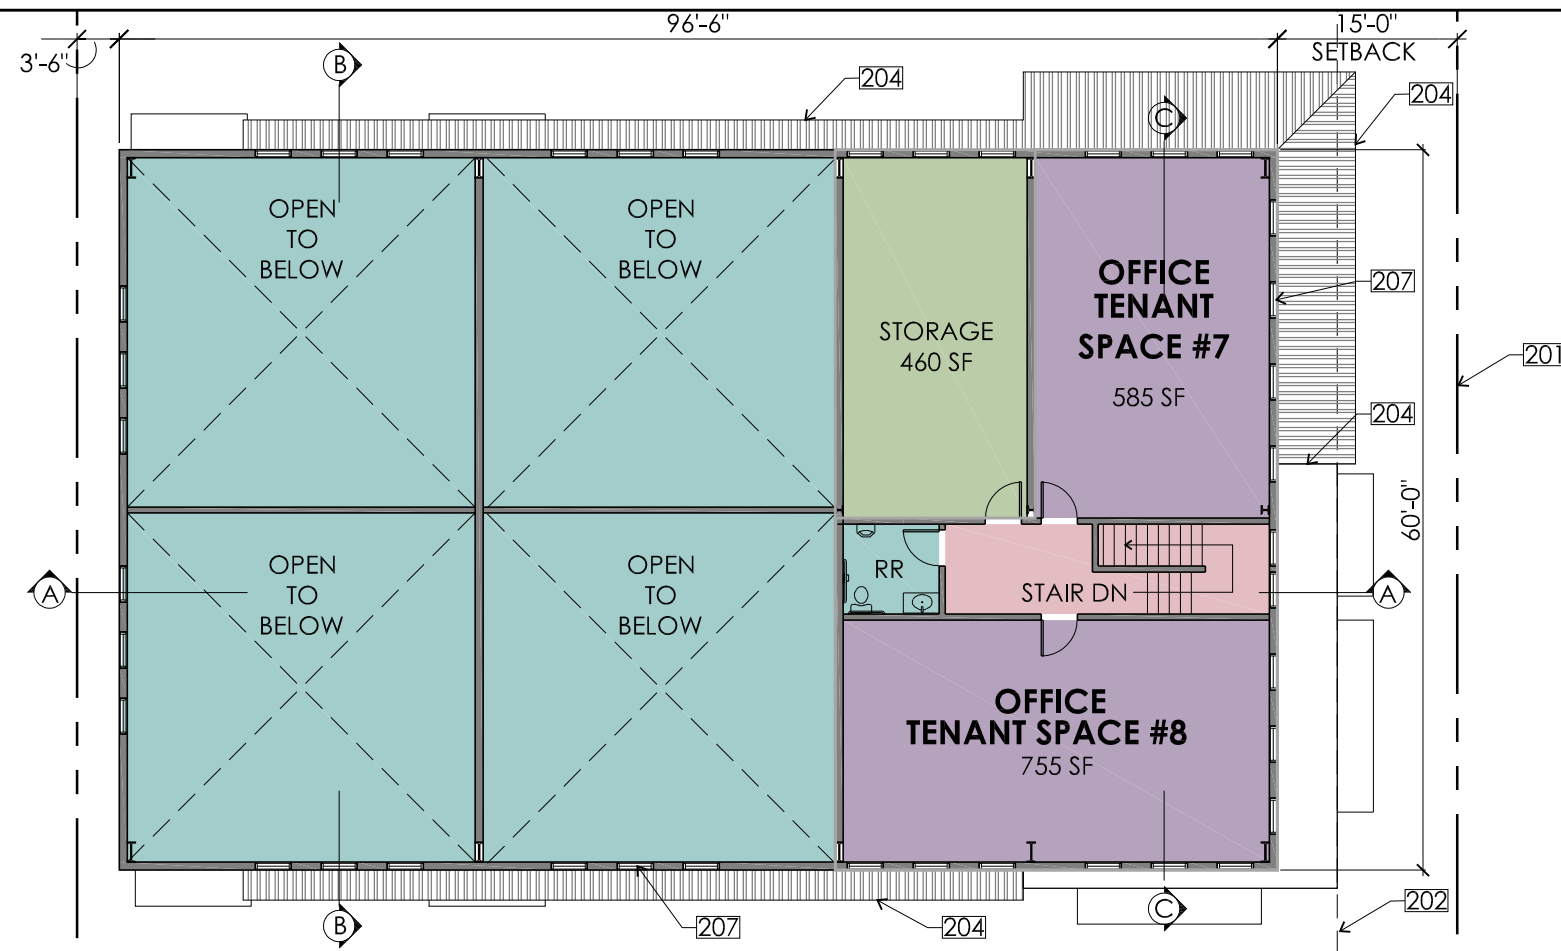 96'-6"
15'-0"
SETBACK
3'-6"
B
204
C
204
OPEN
TO
BELOW
OPEN
TO
BELOW
OFFICE
TENANT
SPACE #7
585 SF
STORAGE
460 SF
207
201
204
60'-0"
OPEN
TO
BELOW
OPEN
TO
BELOW
RR
STAIR DN
A
A
OFFICE
TENANT SPACE #8
755 SF
B
207
204
C
202